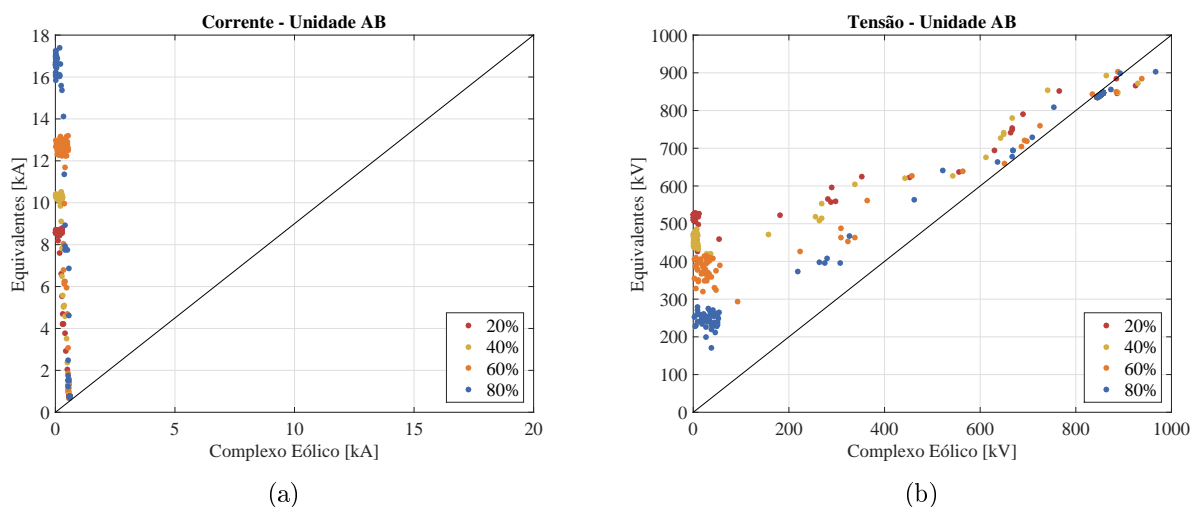 Corrente - Unidade AB
18
16
14
12
10
8
6
4
2
0
Equivalentes [kA]
0 5 10 15 20
Complexo Eólico [kA]
20%
40%
60%
80%
(a)
Tensão - Unidade AB
1000
900
800
700
600
500
400
300
200
100
0
Equivalentes [kV]
0 200 400 600 800 1000
Complexo Eólico [kV]
20%
40%
60%
80%
(b)